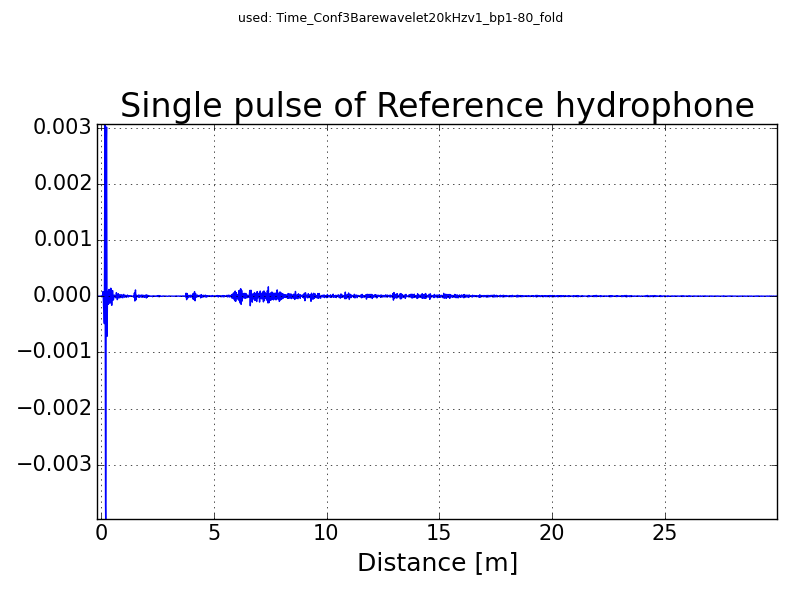 used: Time_Conf3Barewavelet20kHzv1_bp1-80_fold
Single pulse of Reference hydrophone
0.003
0.002
0.001
0.000
−0.001
−0.002
−0.003
0 5 10 15 20 25
Distance [m]